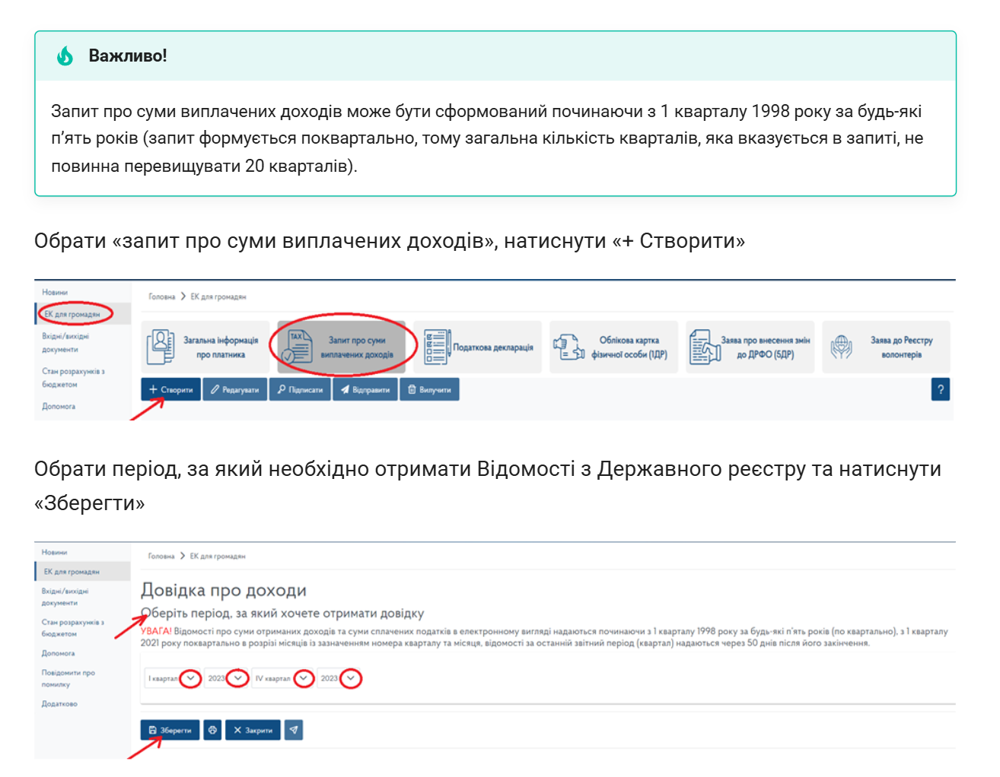 Важливо!
Запит про суми виплачених доходів може бути сформований починаючи з 1 кварталу 1998 року за будь-які
п’ять років (запит формується поквартально, тому загальна кількість кварталів, яка вказується в запиті, не
повинна перевищувати 20 кварталів).
Обрати «запит про суми виплачених доходів», натиснути «+ Створити»
Новини
ЕК для громадян
Вхідні/вихідні
документи
Стан розрахунків з
бюджетом
Допомога
Головна > ЕК для громадян
Загальна інформація
про платника
TAX
Запит про суми
виплачених доходів
Податкова декларація
Облікова картка
фізичної особи (1ДР)
Заява про внесення змін
до ДРФО (5ДР)
Заява до Реєстру
волонтерів
+ Створити
Редагувати
Підписати
Відправити
Вилучити
?
Обрати період, за який необхідно отримати Відомості з Державного реєстру та натиснути
«Зберегти»
Новини
ЕК для громадян
Вхідні/вихідні
документи
Стан розрахунків з
бюджетом
Допомога
Повідомити про
помилку
Додатково
Головна > ЕК для громадян
Довідка про доходи
Оберіть період, за який хочете отримати довідку
УВАГА! Відомості про суми отриманих доходів та суми сплачених податків в електронному вигляді надаються починаючи з 1 кварталу 1998 року за будь-які п'ять років (по квартально), з 1 кварталу
2021 року поквартально в розрізі місяців із зазначенням номера кварталу та місяця, відомості за останній звітний період (квартал) надаються через 50 днів після його закінчення.
I квартал 2023 IV квартал 2023
Зберегти
X Закрити